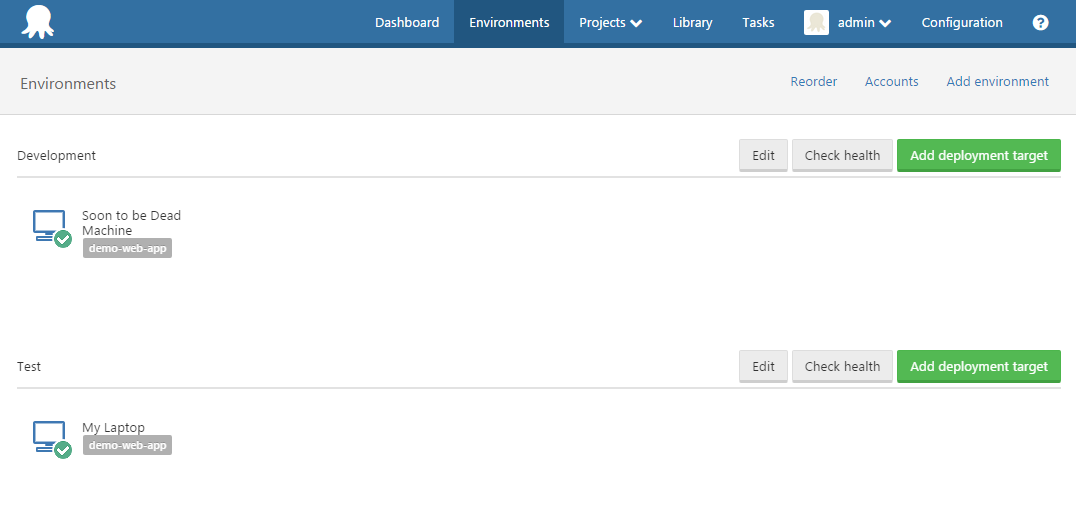 Dashboard Environments Projects Library Tasks admin Configuration ?
Environments Reorder Accounts Add environment
Development Edit Check health Add deployment target
Soon to be Dead
Machine
demo-web-app
Test Edit Check health Add deployment target
My Laptop
demo-web-app